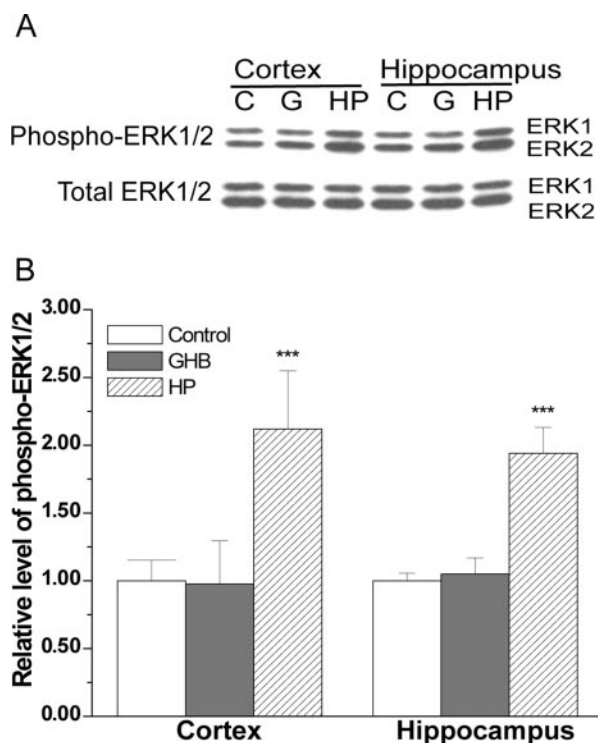 A
Cortex Hippocampus
C G HP C G HP
Phospho-ERK1/2 ERK1
ERK2
Total ERK1/2 ERK1
ERK2
B
3.00
2.50
2.00
1.50
1.00
0.50
0.00
Relative level of phospho-ERK1/2
Control
GHB
HP
***
***
Cortex Hippocampus